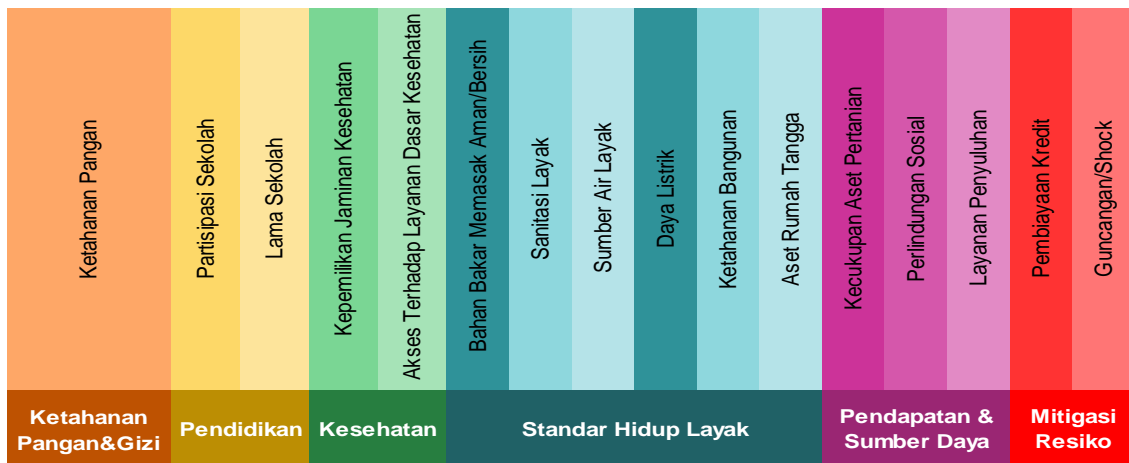 Ketahanan Pangan
Partisipasi Sekolah
Lama Sekolah
Kepemilikan Jaminan Kesehatan
Akses Terhadap Layanan Dasar Kesehatan
Bahan Bakar Memasak Aman/Bersih
Sanitasi Layak
Sumber Air Layak
Daya Listrik
Ketahanan Bangunan
Aset Rumah Tangga
Kecukupan Aset Pertanian
Perlindungan Sosial
Layanan Penyuluhan
Pembiayaan Kredit
Guncangan/Shock
Ketahanan
Pangan&Gizi
Pendidikan
Kesehatan
Standar Hidup Layak
Pendapatan &
Sumber Daya
Mitigasi
Resiko